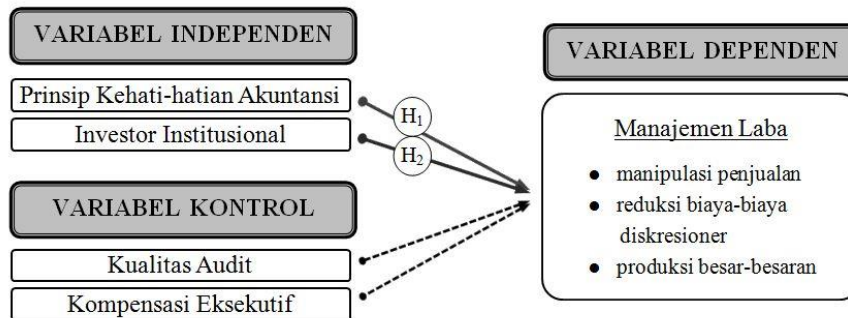 VARIABEL INDEPENDEN
Prinsip Kehati-hatian Akuntansi
Investor Institusional
H1
H2
VARIABEL KONTROL
Kualitas Audit
Kompensasi Eksekutif
VARIABEL DEPENDEN
Manajemen Laba
● manipulasi penjualan
● reduksi biaya-biaya
diskresioner
● produksi besar-besaran